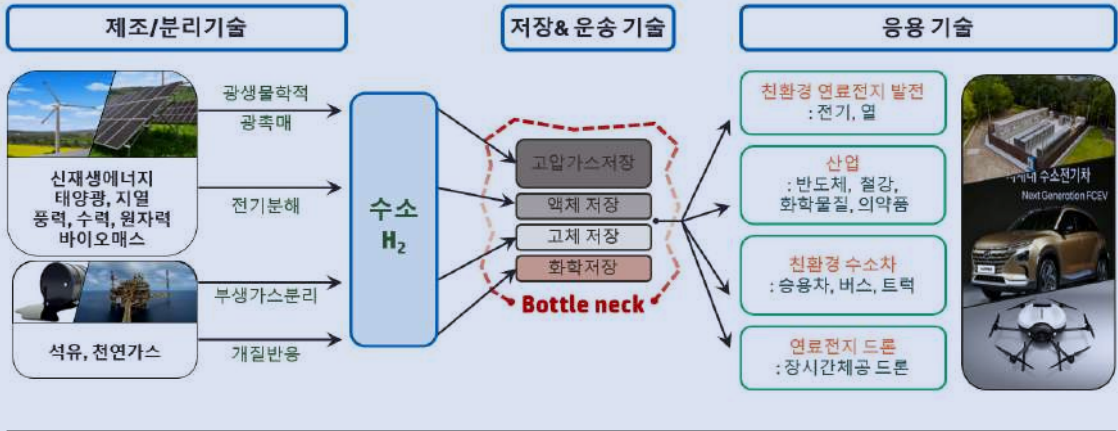 제조/분리기술
저장& 운송 기술
응용 기술
신재생에너지
태양광, 지열
풍력, 수력, 원자력
바이오매스
석유, 천연가스
광생물학적
광촉매
전기분해
부생가스분리
개질반응
수소
H₂
고압가스저장
액체 저장
고체 저장
화학저장
Bottle neck
친환경 연료전지 발전
: 전기, 열
산업
: 반도체, 철강,
화학물질, 의약품
친환경 수소차
: 승용차, 버스, 트럭
연료전지 드론
: 장시간체공 드론
수소전기차
Next Generation FCEV